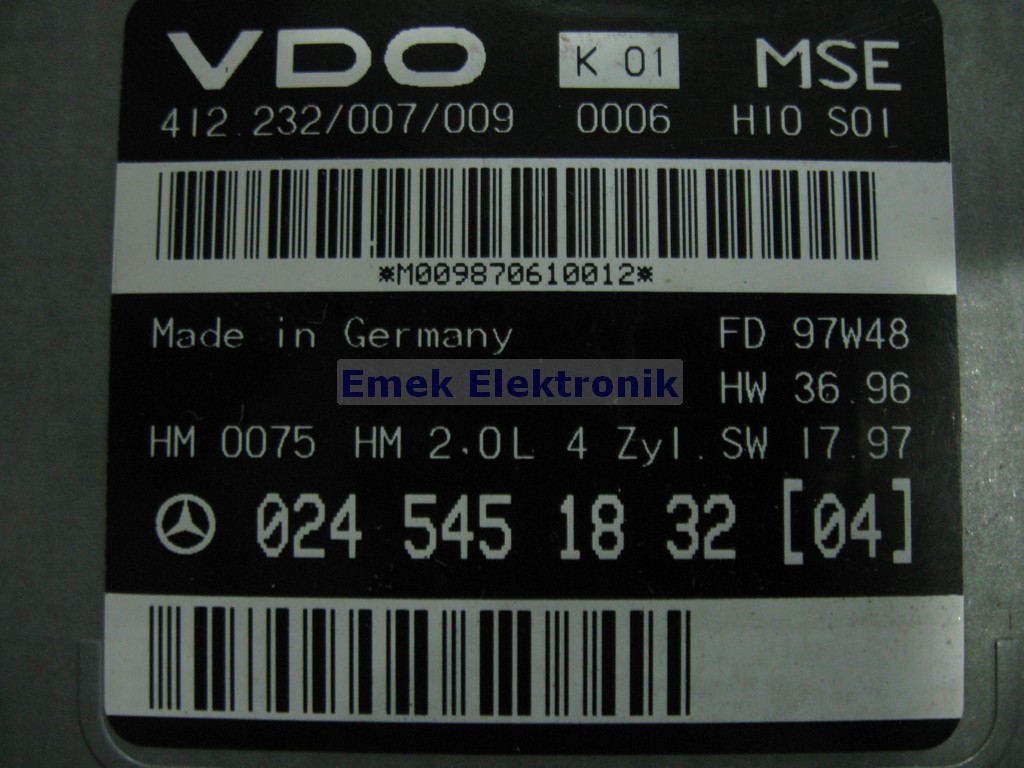 VDO K 01 MSE
412.232/007/009 0006 H10 S01
*M009870610012*
Made in Germany FD 97W48
Emek Elektronik
HW 36.96
HM 0075 HM 2.0L 4 Zyl. SW 17.97
024 545 18 32 [04]